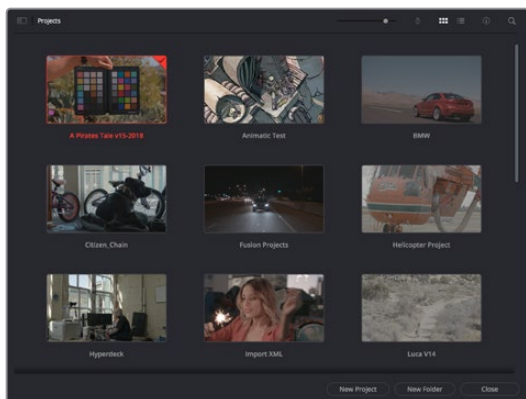 Projects
A Pirates Tale v15-2018
Animatic Test
BMW
Citizen_Chain
Fusion Projects
Helicopter Project
Hyperdeck
Import XML
Luca V14
New Project
New Folder
Close